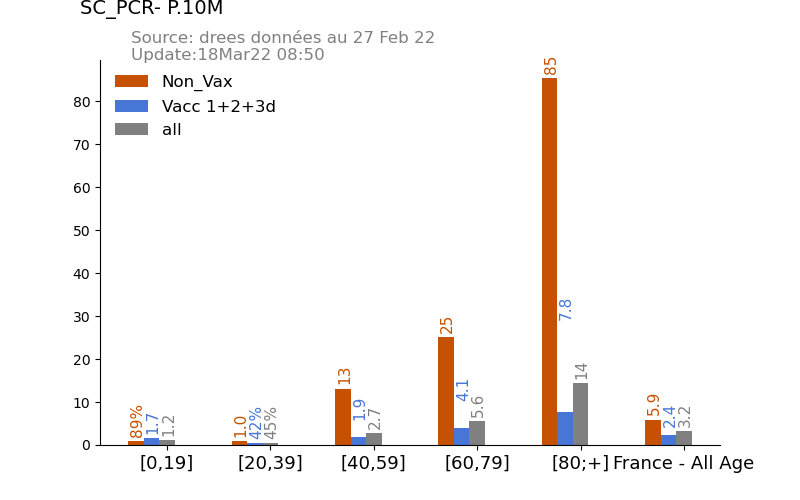 SC_PCR- P.10M
Source: drees données au 27 Feb 22
Update:18Mar22 08:50
Non_Vax
Vacc 1+2+3d
all
80
70
60
50
40
30
20
10
0
89% 1.7 1.2
1.0 42% 45%
13 1.9 2.7
25 4.1 5.6
85 7.8 14
5.9 2.4 3.2
[0,19] [20,39] [40,59] [60,79] [80;+] France - All Age